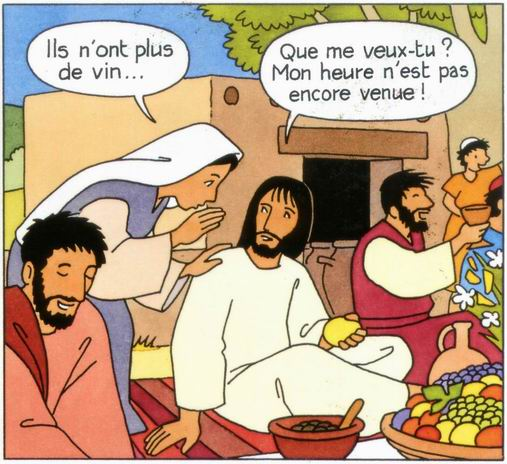 Ils n'ont plus
de vin...
Que me veux-tu ?
Mon heure n'est pas
encore venue !